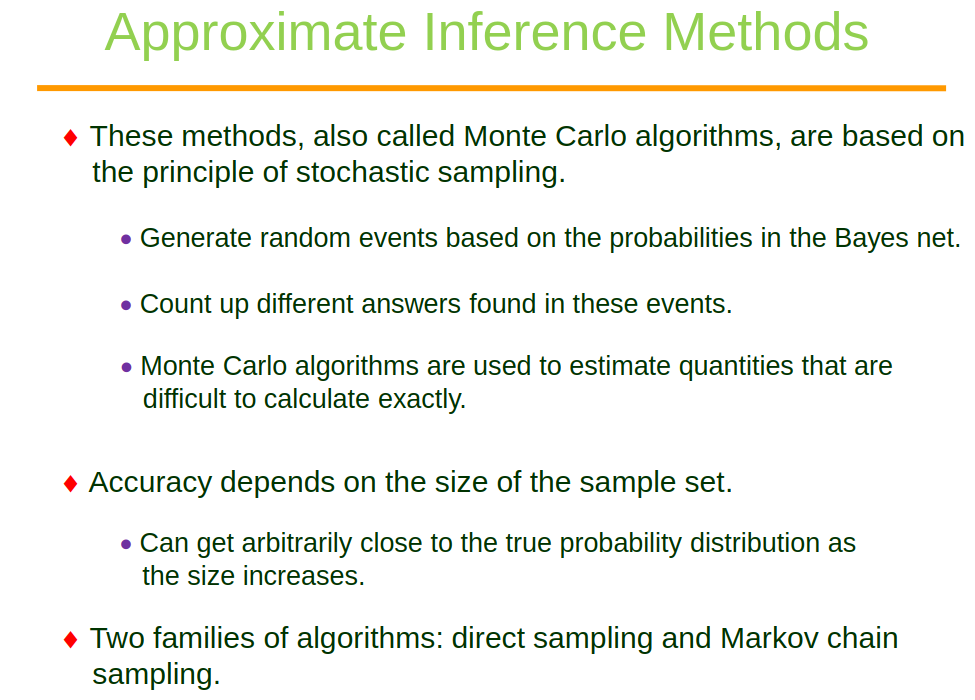 Approximate Inference Methods
♦ These methods, also called Monte Carlo algorithms, are based on
the principle of stochastic sampling.
• Generate random events based on the probabilities in the Bayes net.
• Count up different answers found in these events.
• Monte Carlo algorithms are used to estimate quantities that are
difficult to calculate exactly.
♦ Accuracy depends on the size of the sample set.
• Can get arbitrarily close to the true probability distribution as
the size increases.
♦ Two families of algorithms: direct sampling and Markov chain
sampling.